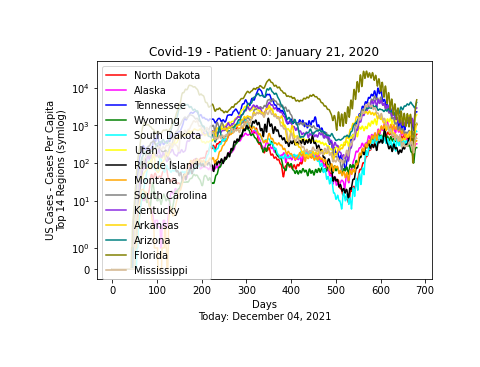 Covid-19 - Patient 0: January 21, 2020
US Cases - Cases Per Capita
Top 14 Regions (symlog)
10^4
10^3
10^2
10^1
10^0
0
North Dakota
Alaska
Tennessee
Wyoming
South Dakota
Utah
Rhode Island
Montana
South Carolina
Kentucky
Arkansas
Arizona
Florida
Mississippi
0 100 200 300 400 500 600 700
Days
Today: December 04, 2021